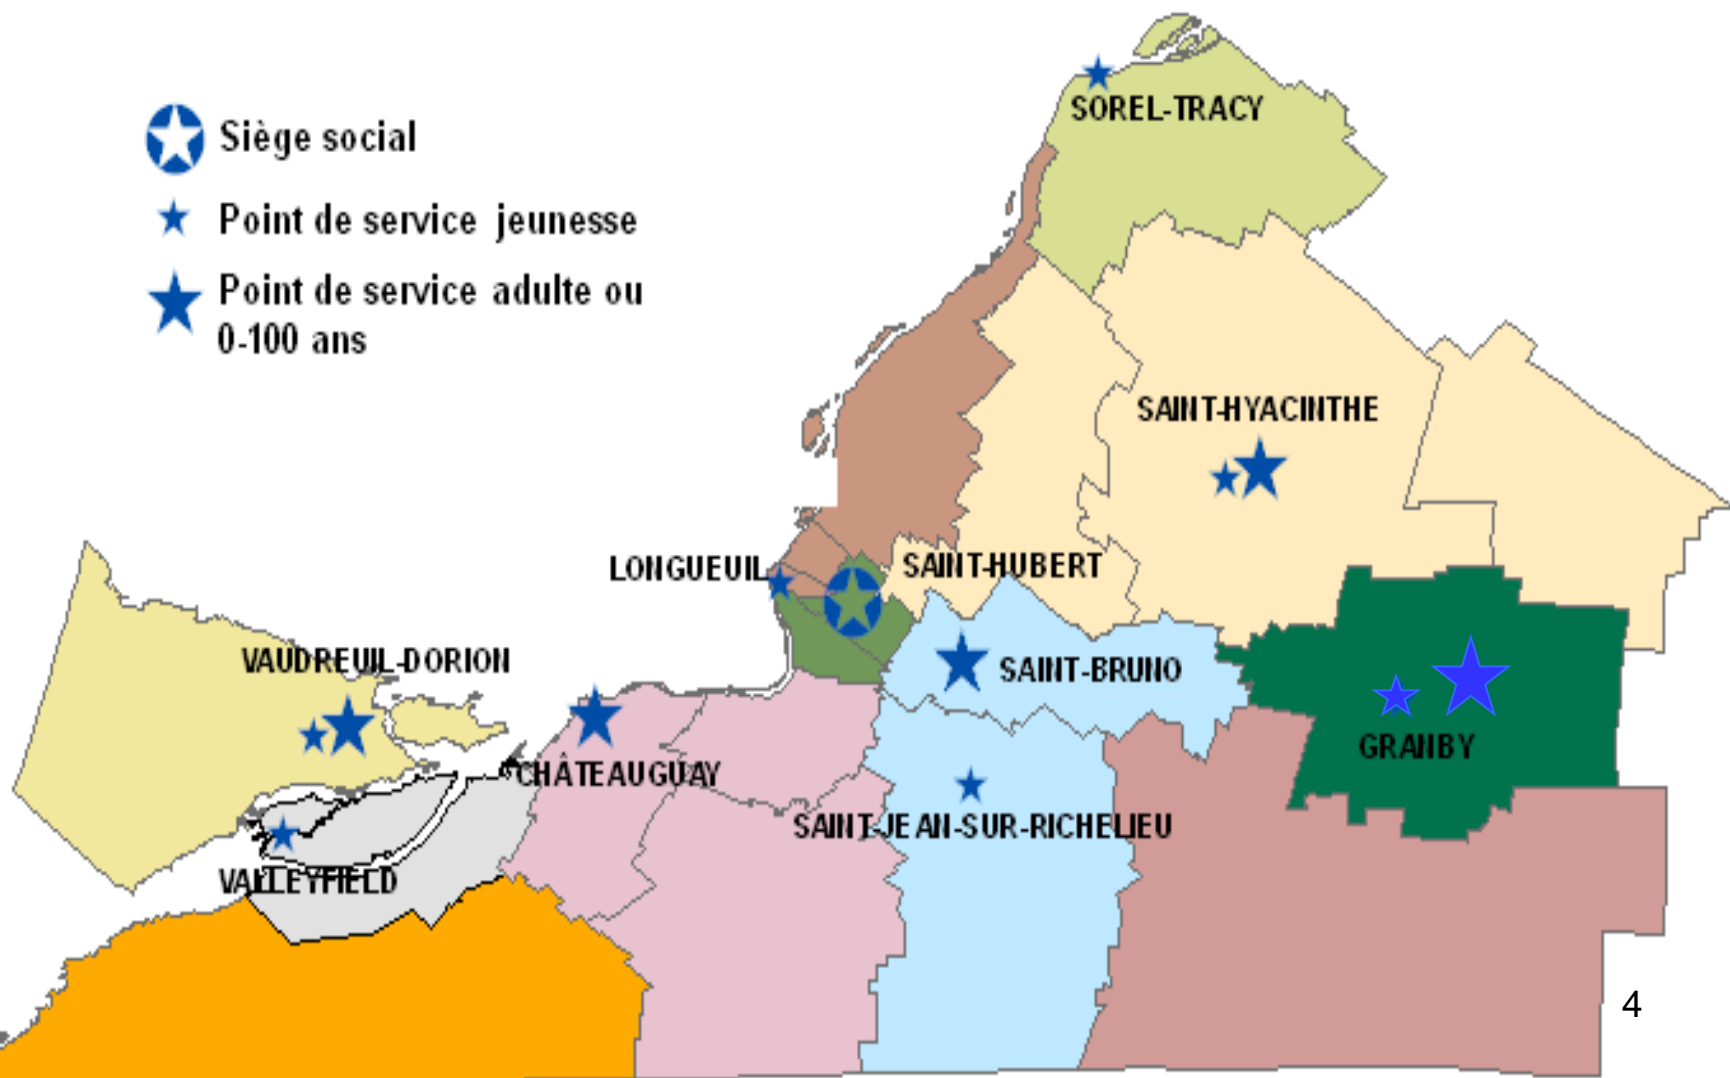 Siège social
Point de service jeunesse
Point de service adulte ou
0-100 ans
SOREL-TRACY
SAINT-HYACINTHE
LONGUEUIL
SAINT-HUBERT
VAUDREUIL-DORION
SAINT-BRUNO
GRANBY
CHÂTEAUGUAY
SAINT-JEAN-SUR-RICHELIEU
VALLEYFIELD
4